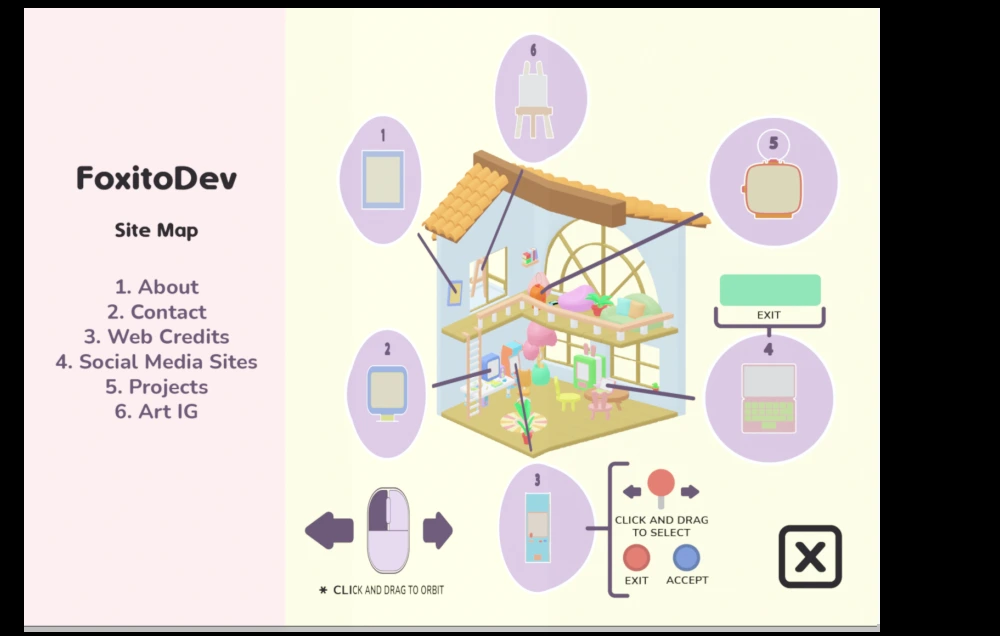 FoxitoDev
Site Map
1. About
2. Contact
3. Web Credits
4. Social Media Sites
5. Projects
6. Art IG
6
1
5
EXIT
2
4
3
CLICK AND DRAG
TO SELECT
EXIT ACCEPT
* CLICK AND DRAG TO ORBIT
X